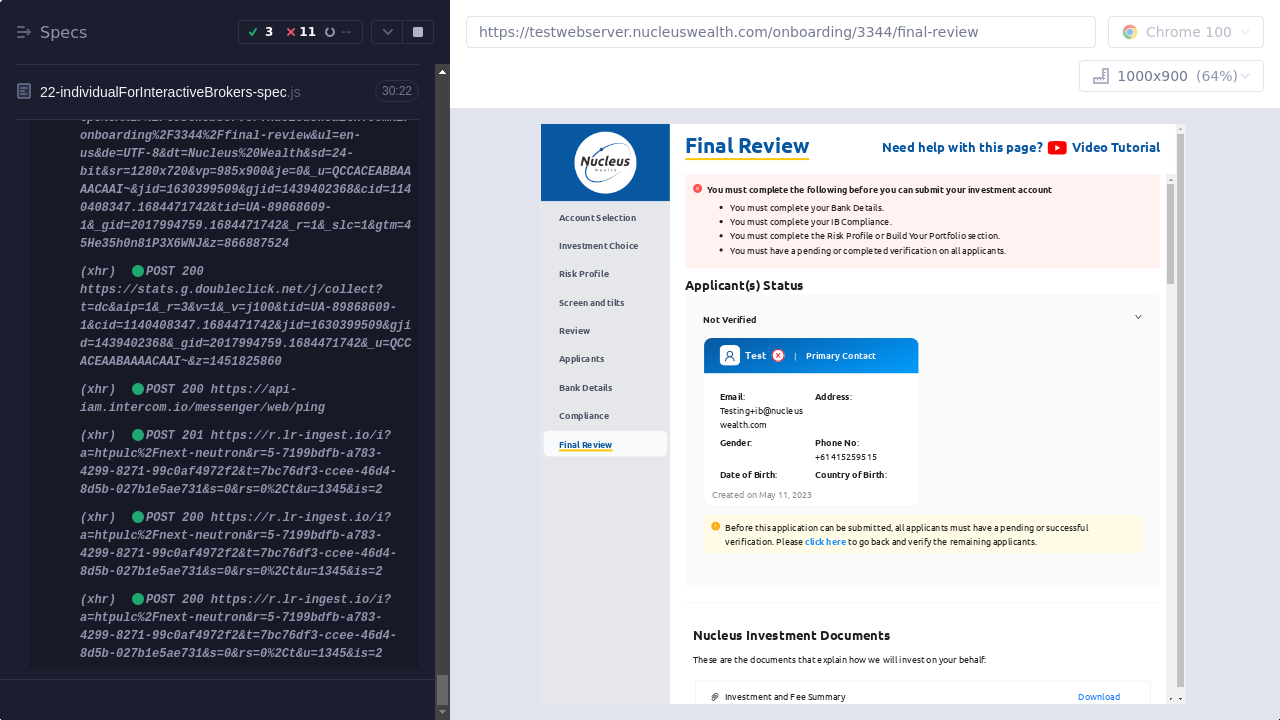 Specs
3 11 --
22-individualForInteractiveBrokers-spec.js 30:22
onboarding%2F3344%2Ffinal-review&ul=en-
us&de=UTF-8&dt=Nucleus%20Wealth&sd=24-
bit&sr=1280x720&vp=985x900&je=0&_u=QCCACEABBAA
AACAAI~&jid=1630399509&gjid=1439402368&cid=114
0408347.1684471742&tid=UA-89868609-
1&_gid=2017994759.1684471742&_r=1&_slc=1&gtm=4
5He35h0n81P3X6WNJ&z=866887524
(xhr) POST 200
https://stats.g.doubleclick.net/j/collect?
t=dc&aip=1&_r=3&v=1&_v=j100&tid=UA-89868609-
1&cid=1140408347.1684471742&jid=1630399509&gji
d=1439402368&_gid=2017994759.1684471742&_u=QCC
ACEAABAAAACAAI~&z=1451825860
(xhr) POST 200 https://api-
iam.intercom.io/messenger/web/ping
(xhr) POST 201 https://r.lr-ingest.io/i?
a=htpulc%2Fnext-neutron&r=5-7199bdfb-a783-
4299-8271-99c0af4972f2&t=7bc76df3-ccee-46d4-
8d5b-027b1e5ae731&s=0&rs=0%2Ct&u=1345&is=2
(xhr) POST 200 https://r.lr-ingest.io/i?
a=htpulc%2Fnext-neutron&r=5-7199bdfb-a783-
4299-8271-99c0af4972f2&t=7bc76df3-ccee-46d4-
8d5b-027b1e5ae731&s=0&rs=0%2Ct&u=1345&is=2
(xhr) POST 200 https://r.lr-ingest.io/i?
a=htpulc%2Fnext-neutron&r=5-7199bdfb-a783-
4299-8271-99c0af4972f2&t=7bc76df3-ccee-46d4-
8d5b-027b1e5ae731&s=0&rs=0%2Ct&u=1345&is=2
https://testwebserver.nucleuswealth.com/onboarding/3344/final-review
Chrome 100
1000x900 (64%)
Nucleus
Wealth
Account Selection
Investment Choice
Risk Profile
Screen and tilts
Review
Applicants
Bank Details
Compliance
Final Review
Final Review
Need help with this page? Video Tutorial
You must complete the following before you can submit your investment account
• You must complete your Bank Details.
• You must complete your IB Compliance.
• You must complete the Risk Profile or Build Your Portfolio section.
• You must have a pending or completed verification on all applicants.
Applicant(s) Status
Not Verified
Test | Primary Contact
Email: Address:
Testing+ib@nucleus
wealth.com
Gender: Phone No:
+61415259515
Date of Birth: Country of Birth:
Created on May 11, 2023
Before this application can be submitted, all applicants must have a pending or successful
verification. Please click here to go back and verify the remaining applicants.
Nucleus Investment Documents
These are the documents that explain how we will invest on your behalf:
Investment and Fee Summary Download